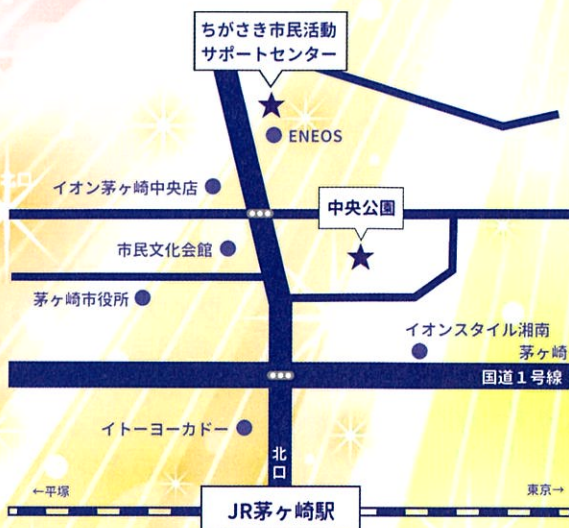 ちがさき市民活動
サポートセンター
ENEOS
イオン茅ヶ崎中央店
中央公園
市民文化会館
茅ヶ崎市役所
イオンスタイル湘南
茅ヶ崎
国道1号線
イトーヨーカドー
北口
←平塚
東京→
JR茅ヶ崎駅